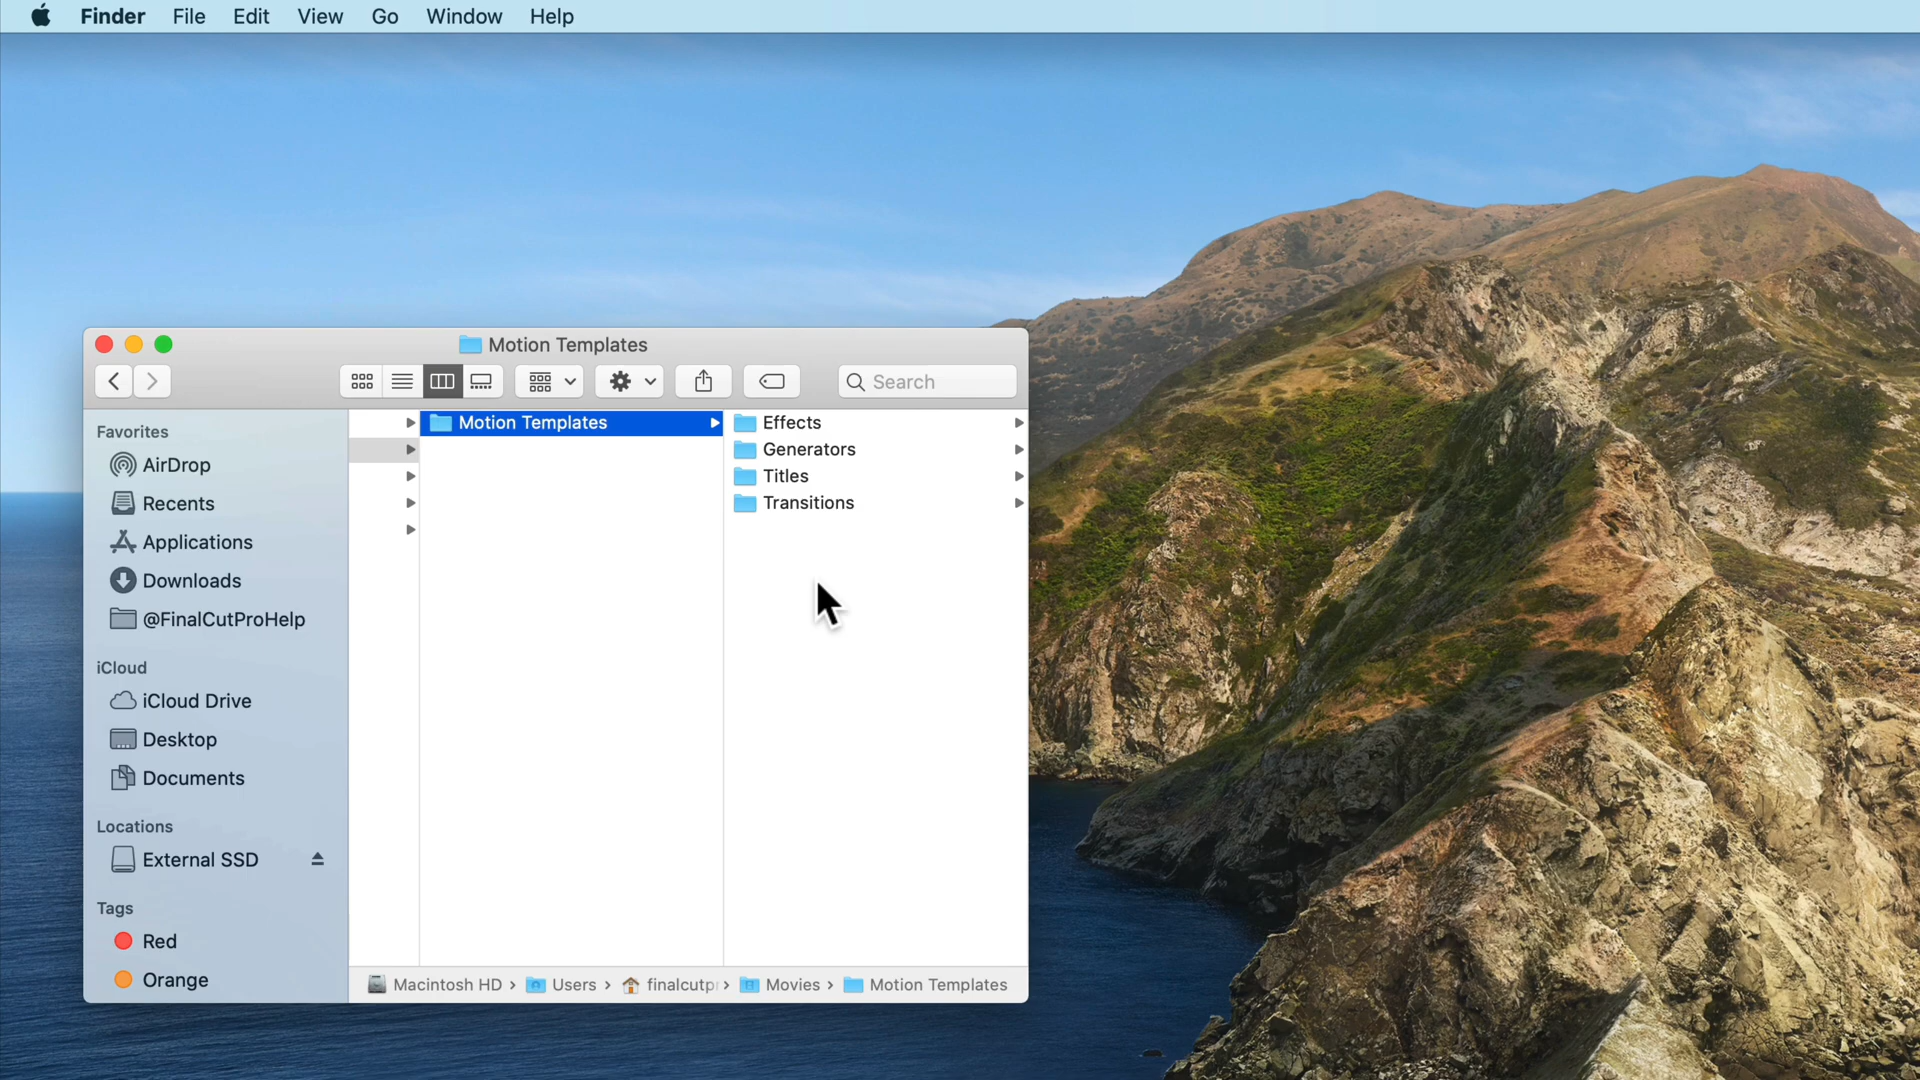 Finder File Edit View Go Window Help
Motion Templates
Search
Favorites
AirDrop
Recents
Applications
Downloads
@FinalCutProHelp
iCloud
iCloud Drive
Desktop
Documents
Locations
External SSD
Tags
Red
Orange
Motion Templates
Effects
Generators
Titles
Transitions
Macintosh HD › Users › finalcutp › Movies › Motion Templates